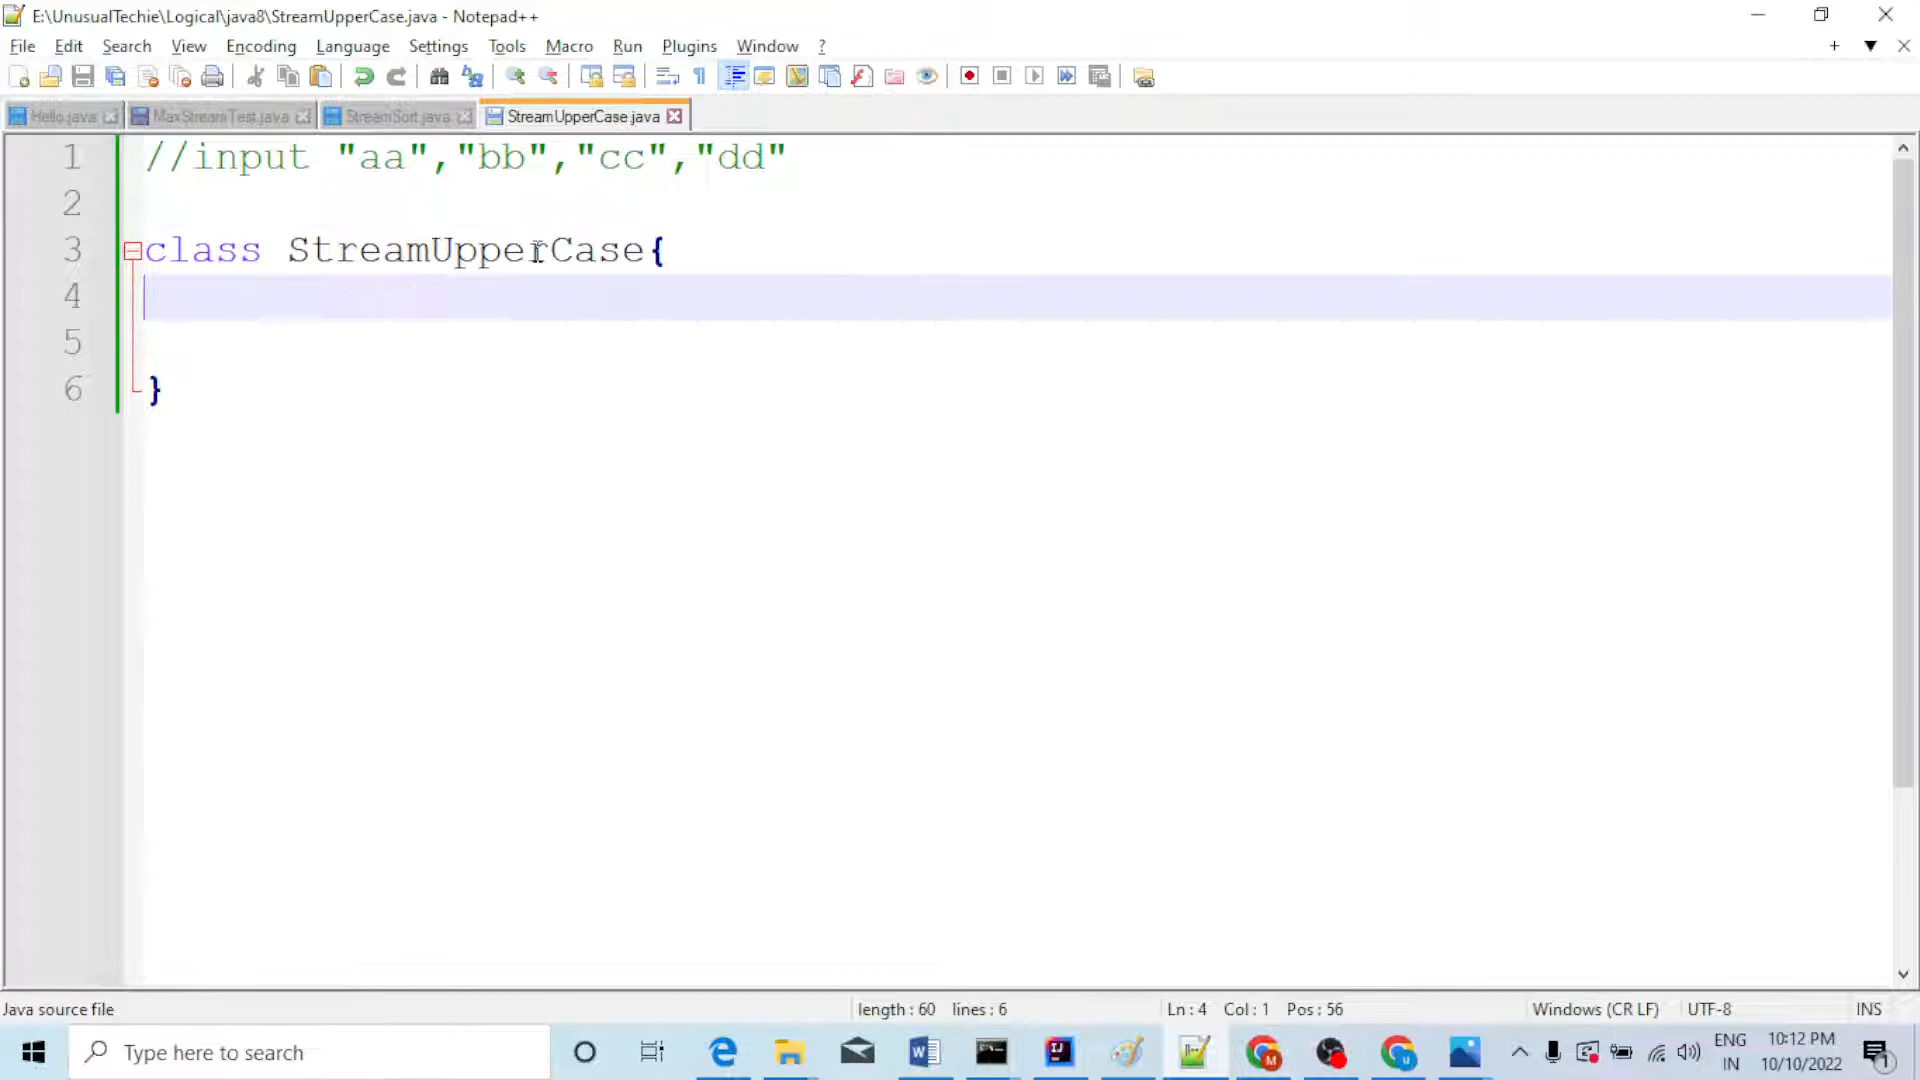 E:\UnusualTechie\Logical\java8\StreamUpperCase.java - Notepad++
File Edit Search View Encoding Language Settings Tools Macro Run Plugins Window ?
Hello.java MaxStreamTest.java StreamSort.java StreamUpperCase.java
1 //input "aa","bb","cc","dd"
2
3 class StreamUpperCase{
4
5
6 }
Java source file length : 60 lines : 6 Ln : 4 Col : 1 Pos : 56 Windows (CR LF) UTF-8 INS
Type here to search
ENG
IN
10:12 PM
10/10/2022
1